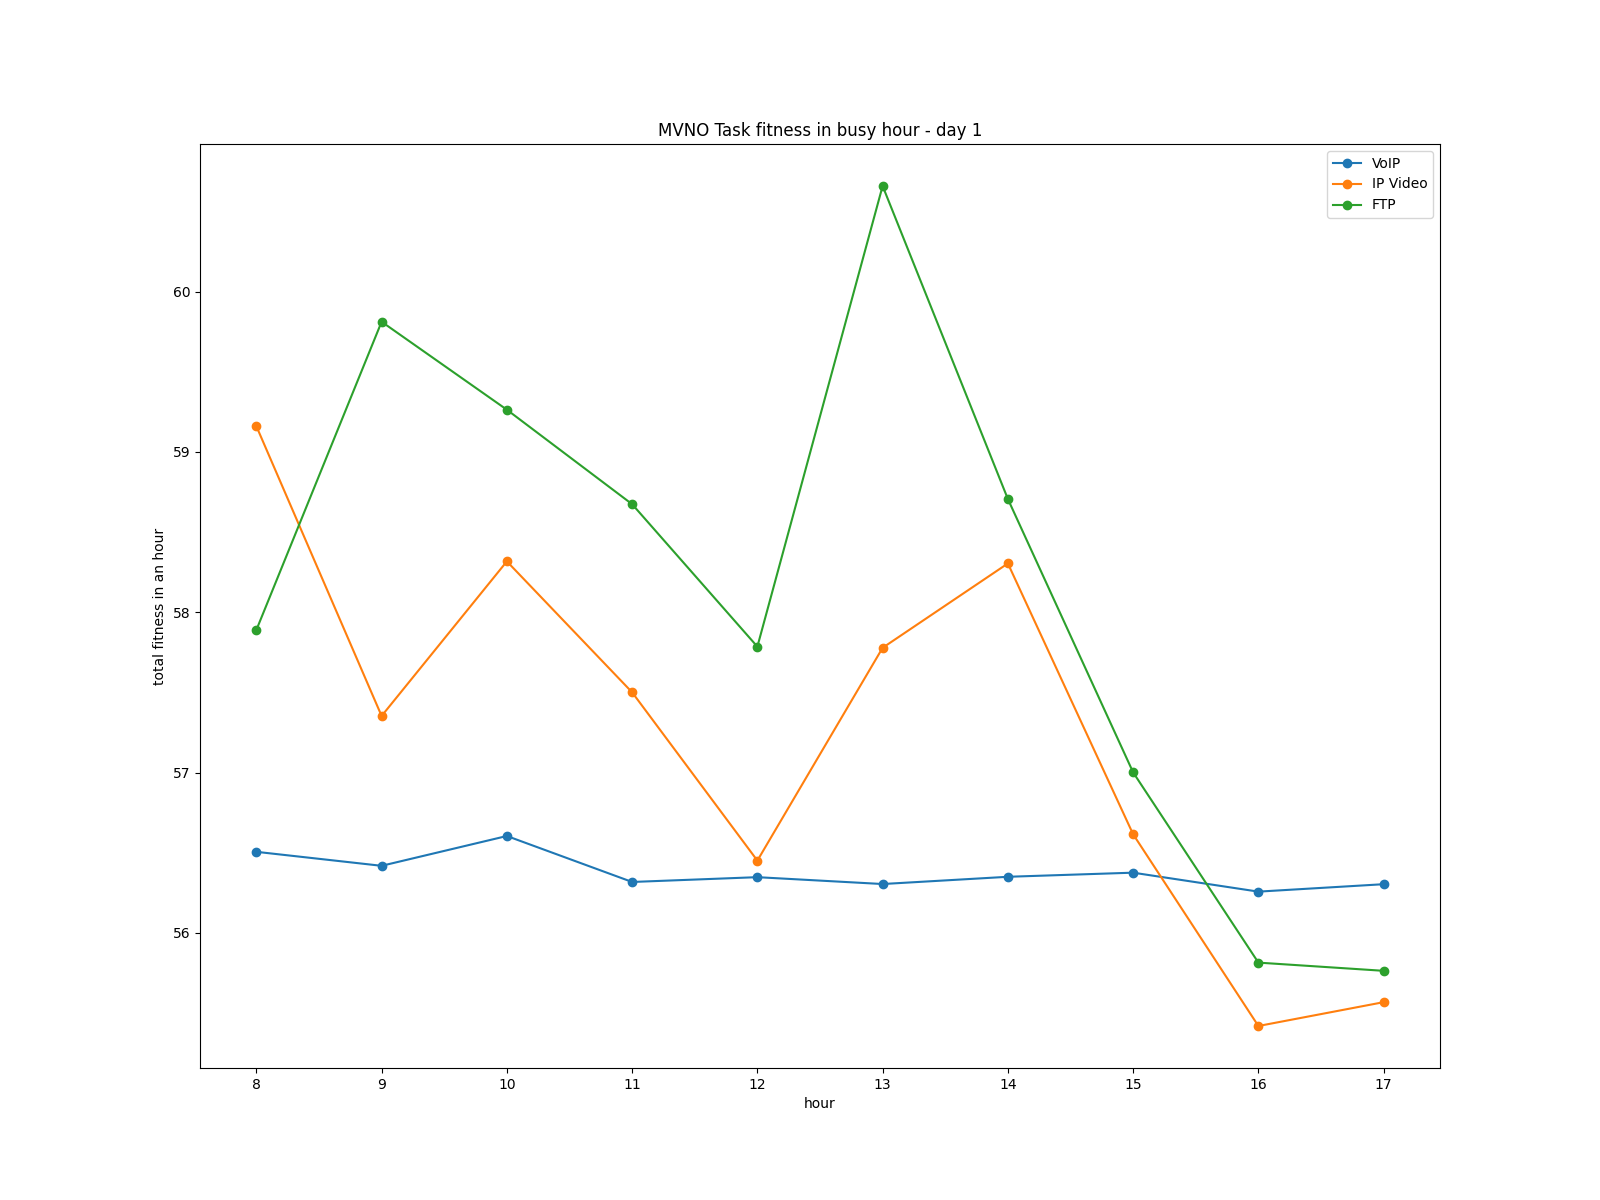 MVNO Task fitness in busy hour - day 1
VoIP
IP Video
FTP
60
59
58
57
56
total fitness in an hour
8 9 10 11 12 13 14 15 16 17
hour